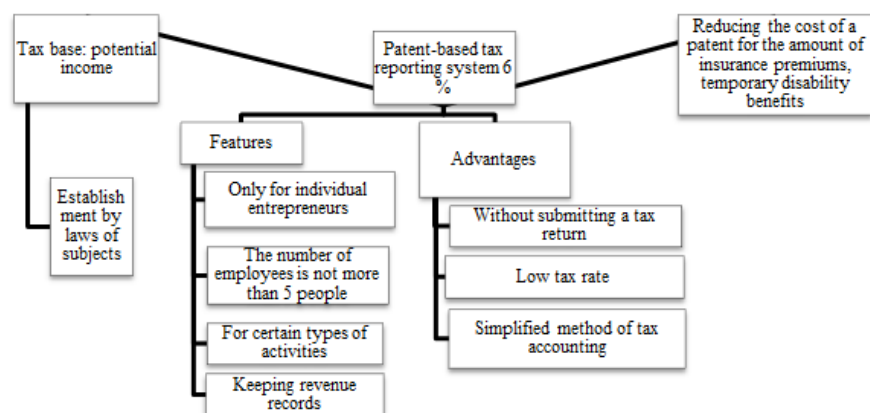 Tax base: potential
income
Patent-based tax
reporting system 6
%
Reducing the cost of a
patent for the amount of
insurance premiums,
temporary disability
benefits
Features
Advantages
Establish
ment by
laws of
subjects
Only for individual
entrepreneurs
The number of
employees is not more
than 5 people
For certain types of
activities
Keeping revenue
records
Without submitting a tax
return
Low tax rate
Simplified method of tax
accounting